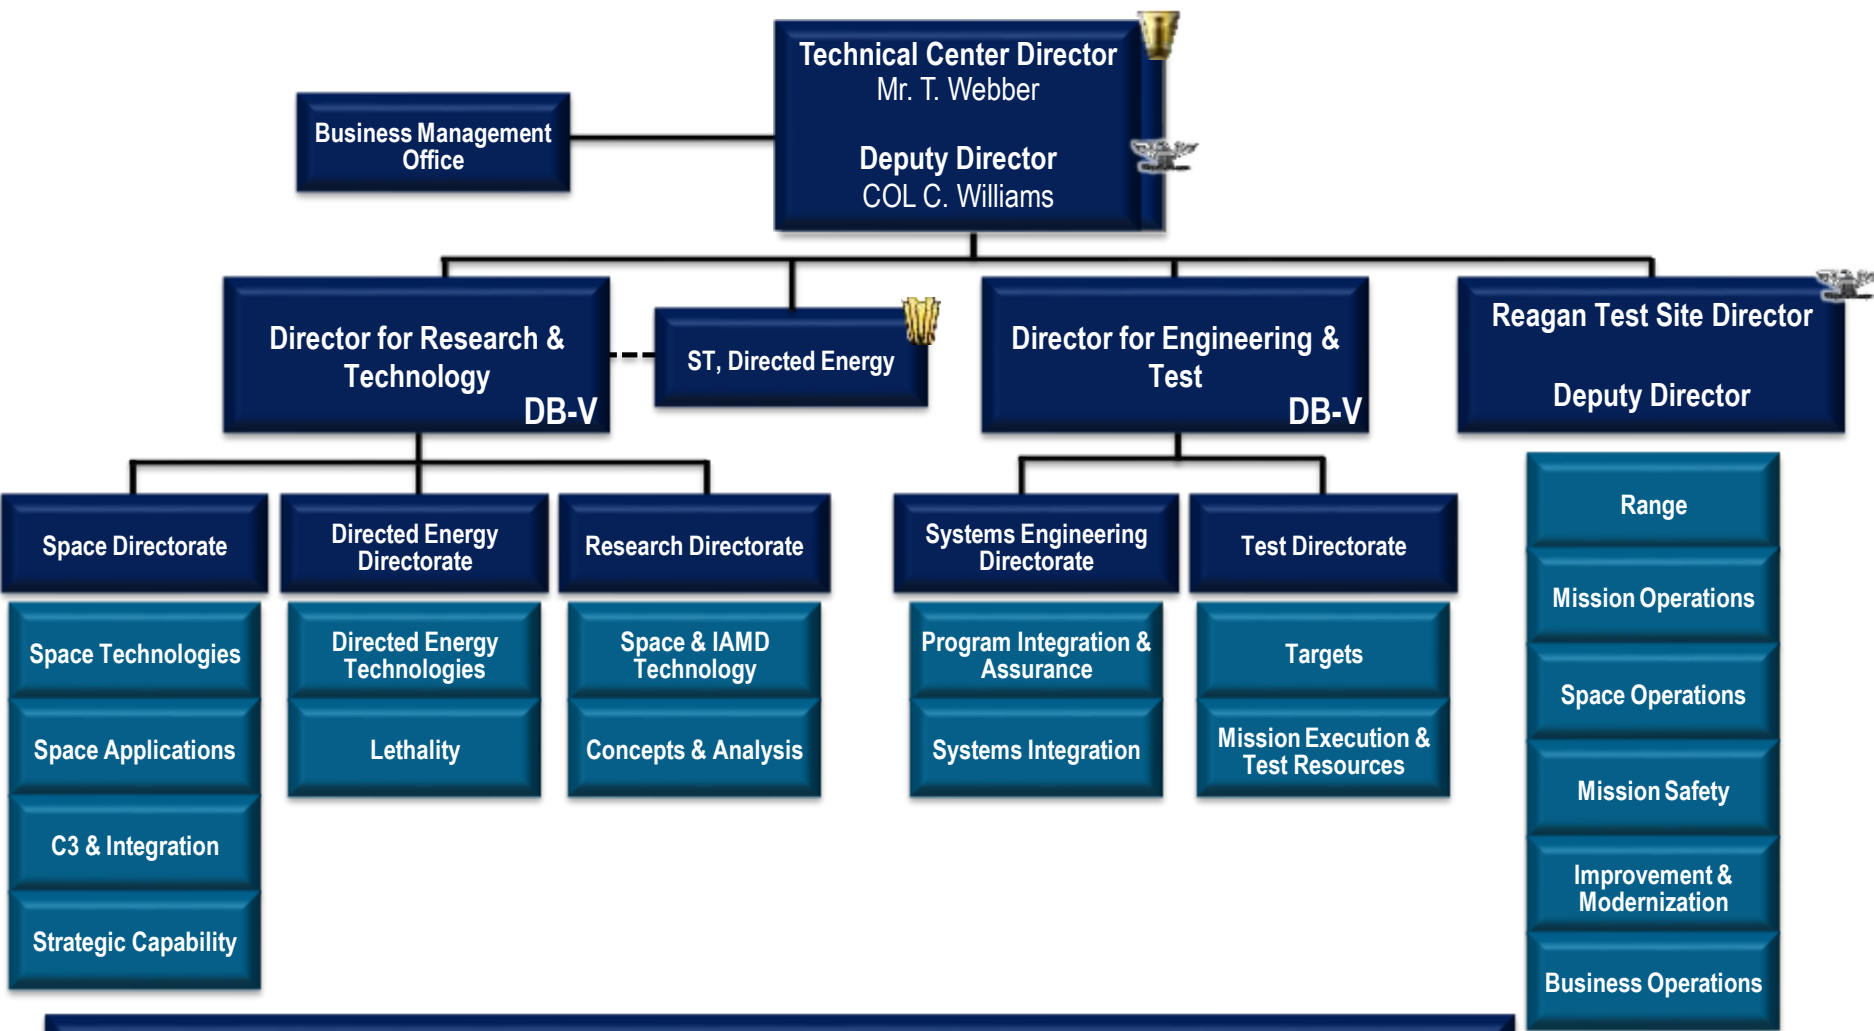 Technical Center Director
Mr. T. Webber
Deputy Director
COL C. Williams
Business Management
Office
Director for Research &
Technology
DB-V
ST, Directed Energy
Director for Engineering &
Test
DB-V
Reagan Test Site Director
Deputy Director
Space Directorate
Directed Energy
Directorate
Research Directorate
Systems Engineering
Directorate
Test Directorate
Space Technologies
Space Applications
C3 & Integration
Strategic Capability
Directed Energy
Technologies
Lethality
Space & IAMD
Technology
Concepts & Analysis
Program Integration &
Assurance
Systems Integration
Targets
Mission Execution &
Test Resources
Range
Mission Operations
Space Operations
Mission Safety
Improvement &
Modernization
Business Operations